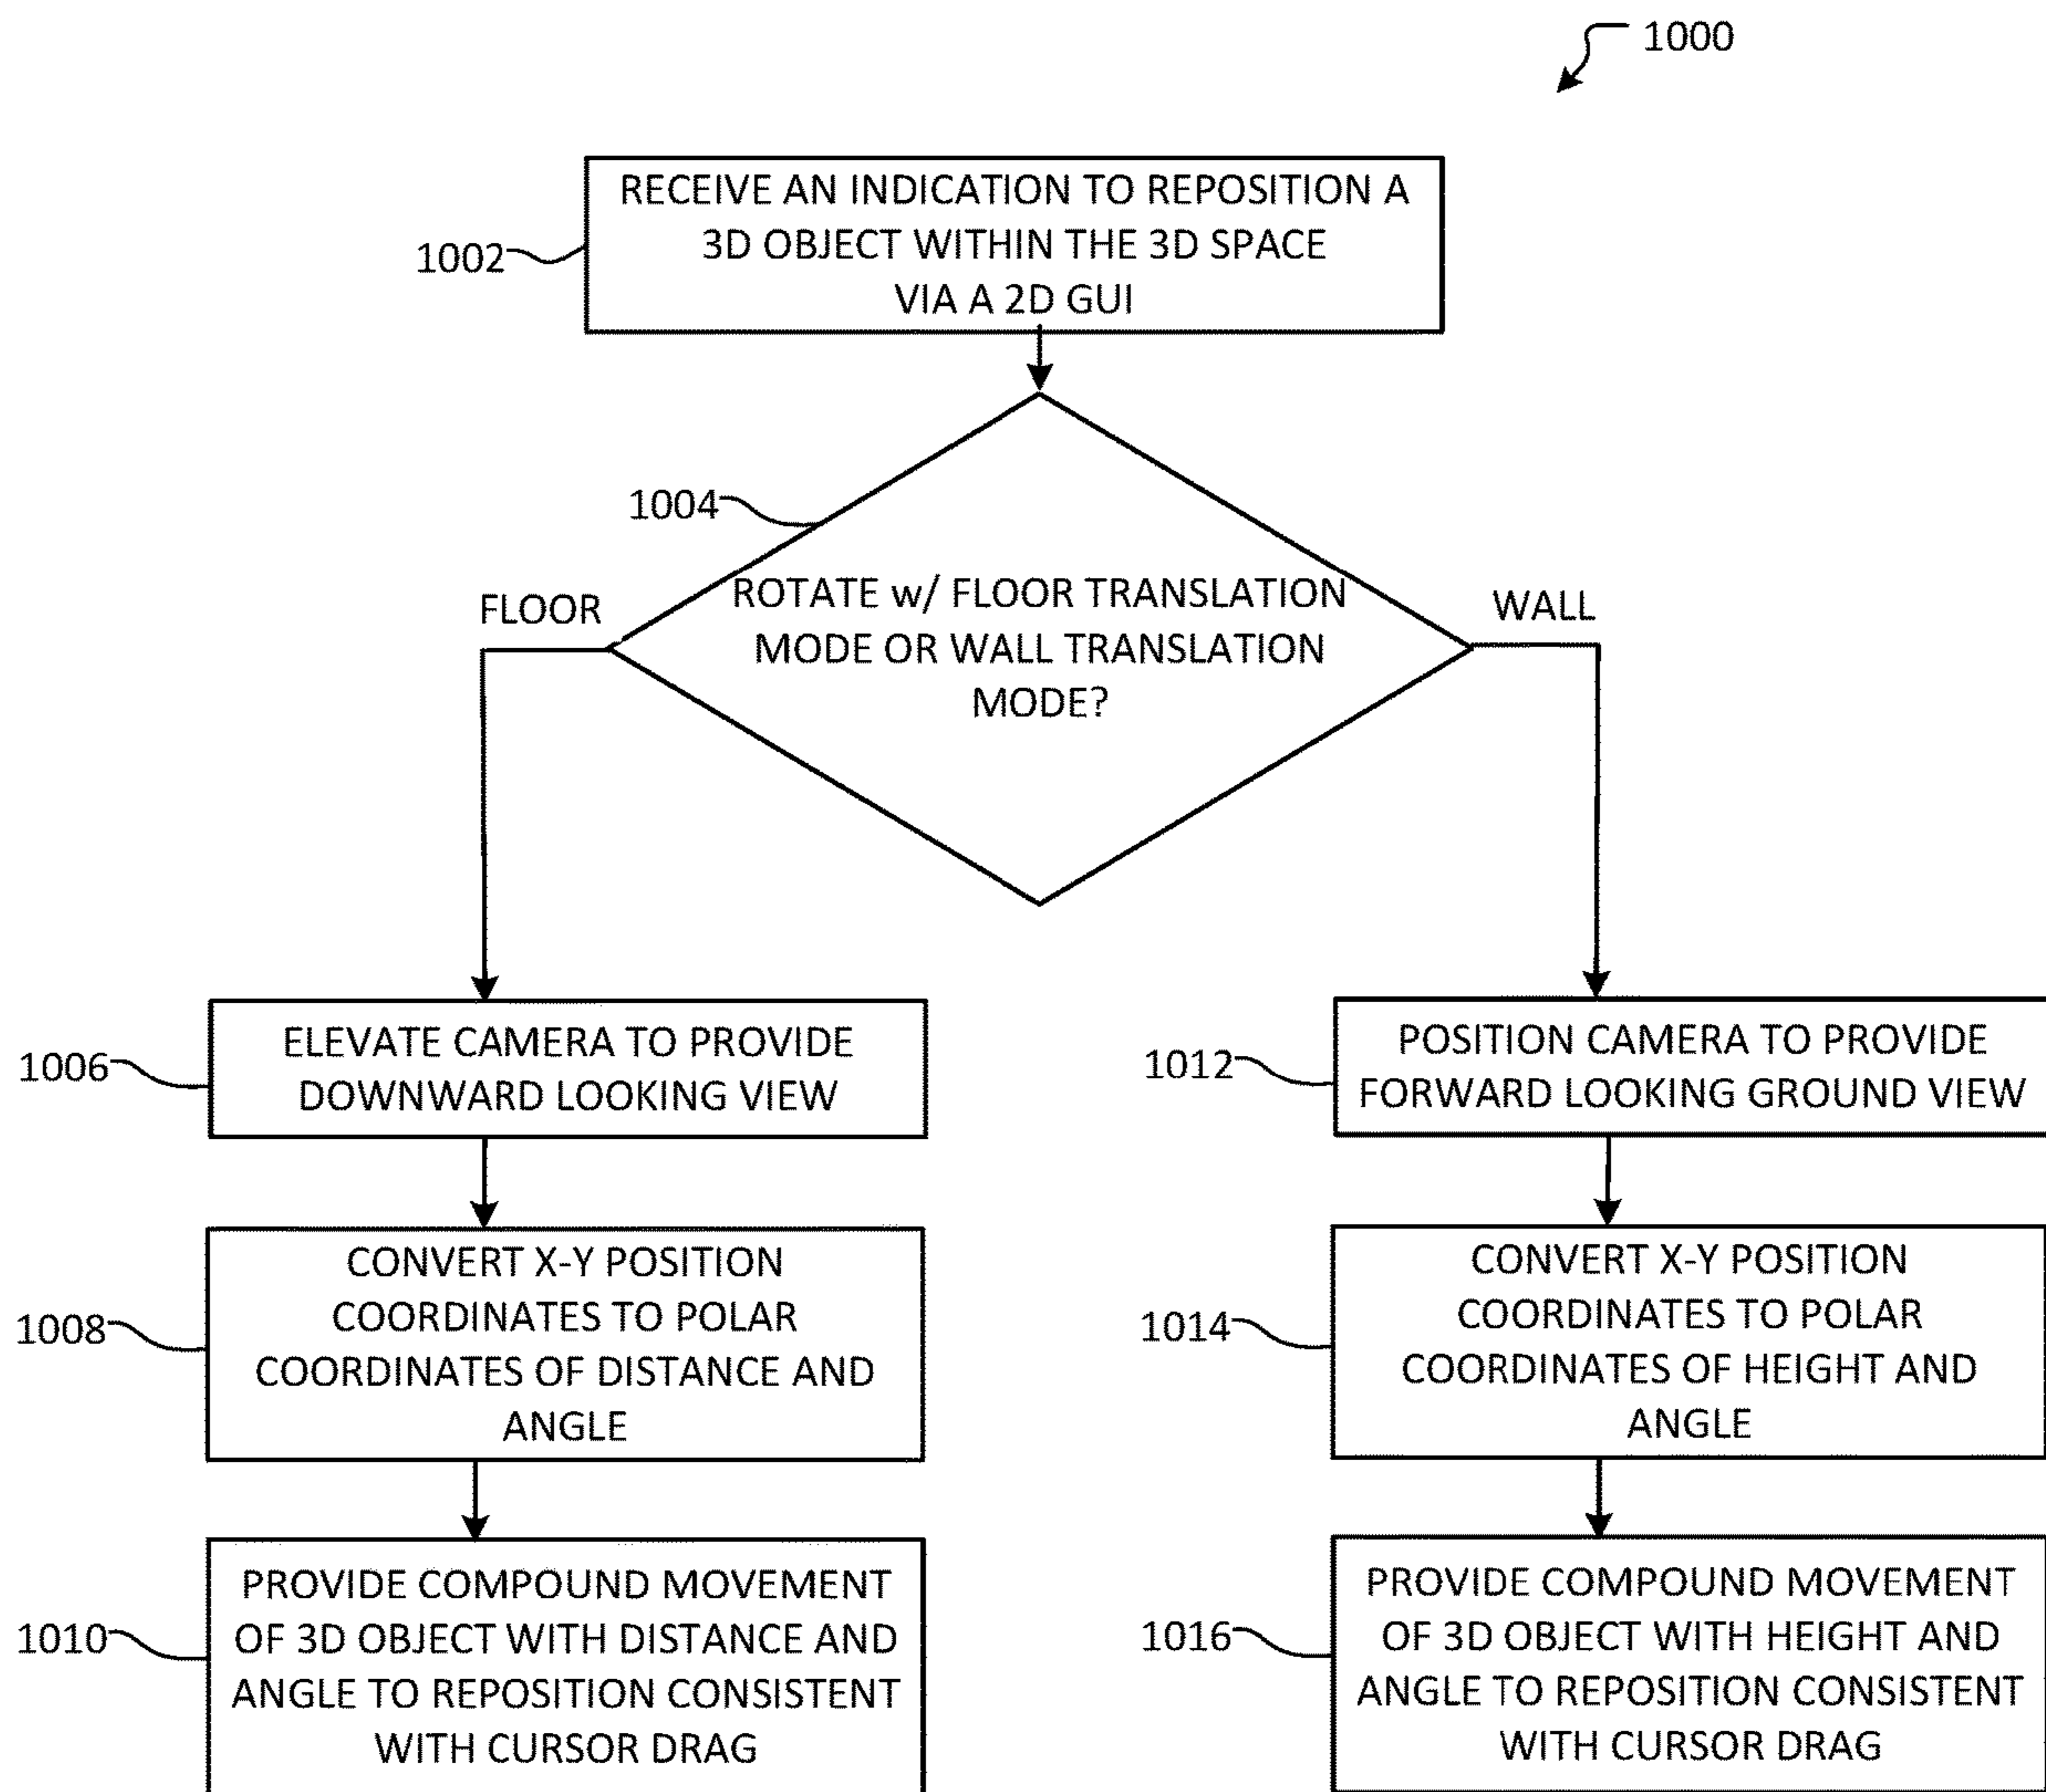 1000
RECEIVE AN INDICATION TO REPOSITION A
3D OBJECT WITHIN THE 3D SPACE
VIA A 2D GUI
1002
1004
ROTATE w/ FLOOR TRANSLATION
MODE OR WALL TRANSLATION
MODE?
FLOOR
WALL
ELEVATE CAMERA TO PROVIDE
DOWNWARD LOOKING VIEW
1006
CONVERT X-Y POSITION
COORDINATES TO POLAR
COORDINATES OF DISTANCE AND
ANGLE
1008
PROVIDE COMPOUND MOVEMENT
OF 3D OBJECT WITH DISTANCE AND
ANGLE TO REPOSITION CONSISTENT
WITH CURSOR DRAG
1010
POSITION CAMERA TO PROVIDE
FORWARD LOOKING GROUND VIEW
1012
CONVERT X-Y POSITION
COORDINATES TO POLAR
COORDINATES OF HEIGHT AND
ANGLE
1014
PROVIDE COMPOUND MOVEMENT
OF 3D OBJECT WITH HEIGHT AND
ANGLE TO REPOSITION CONSISTENT
WITH CURSOR DRAG
1016